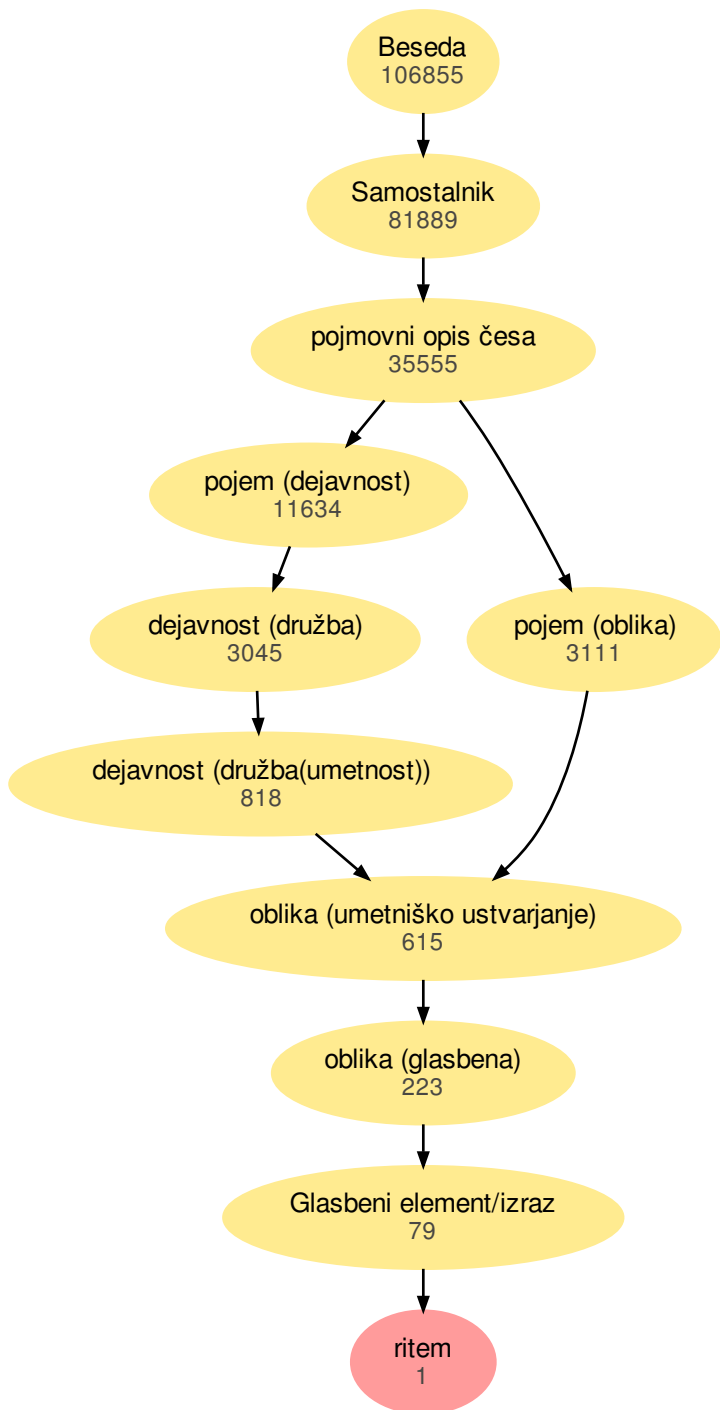 Beseda
106855
Samostalnik
81889
pojmovni opis česa
35555
pojem (dejavnost)
11634
dejavnost (družba)
3045
pojem (oblika)
3111
dejavnost (družba(umetnost))
818
oblika (umetniško ustvarjanje)
615
oblika (glasbena)
223
Glasbeni element/izraz
79
ritem
1